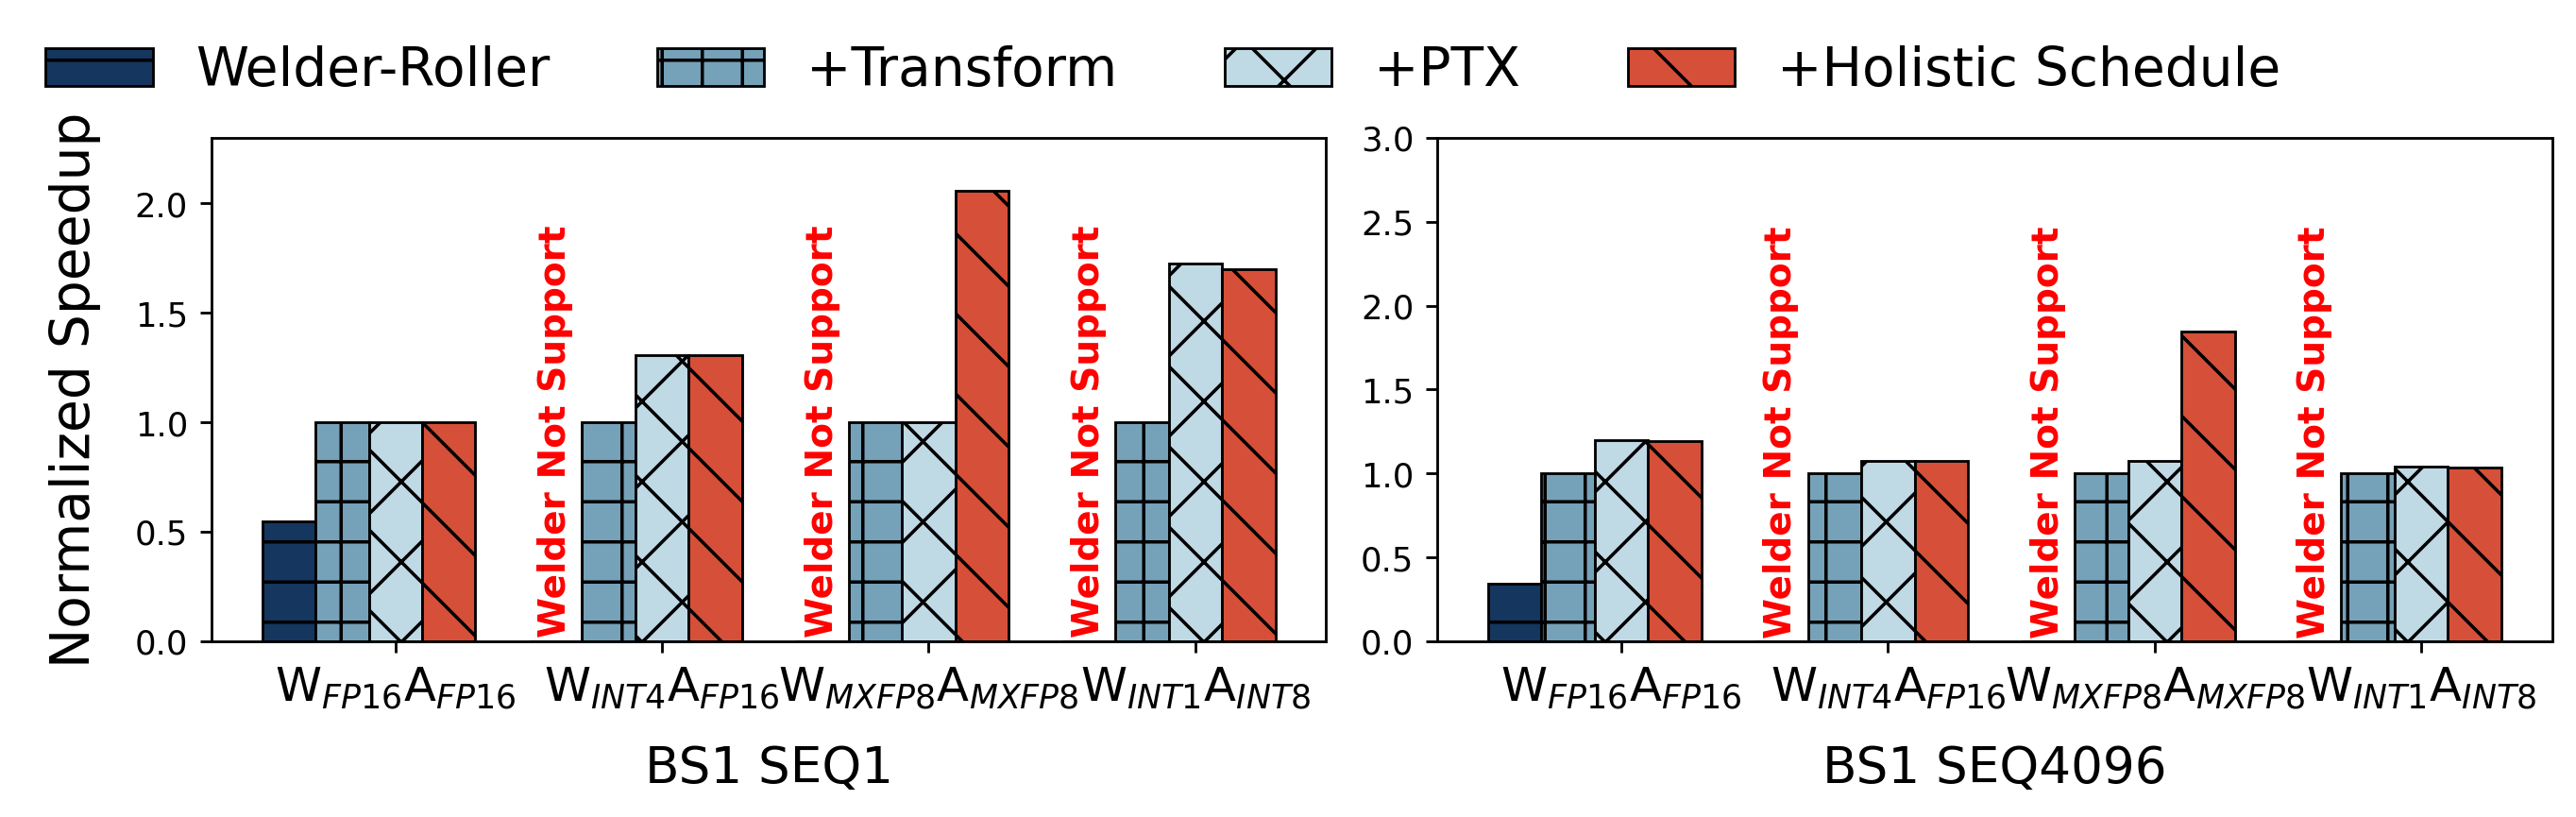 Welder-Roller +Transform +PTX +Holistic Schedule
Normalized Speedup
2.0
1.5
1.0
0.5
0.0
Welder Not Support
Welder Not Support
Welder Not Support
W_FP16A_FP16 W_INT4A_FP16 W_MXFP8A_MXFP8 W_INT1A_INT8
BS1 SEQ1
3.0
2.5
2.0
1.5
1.0
0.5
0.0
Welder Not Support
Welder Not Support
Welder Not Support
W_FP16A_FP16 W_INT4A_FP16 W_MXFP8A_MXFP8 W_INT1A_INT8
BS1 SEQ4096